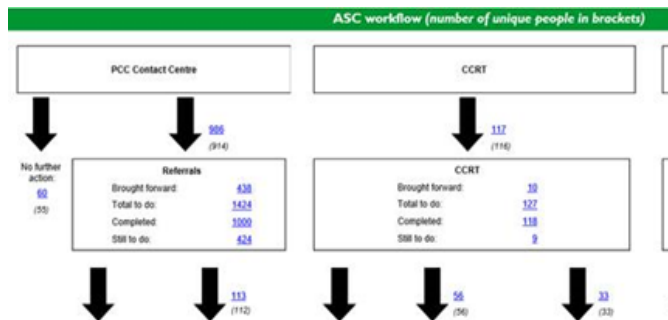 ASC workflow (number of unique people in brackets)
PCC Contact Centre
CCRT
986
(914)
117
(116)
No further
action:
60
(55)
Referrals
Brought forward: 438
Total to do: 1424
Completed: 1000
Still to do: 424
CCRT
Brought forward: 10
Total to do: 127
Completed: 118
Still to do: 9
113
(112)
56
(56)
33
(33)